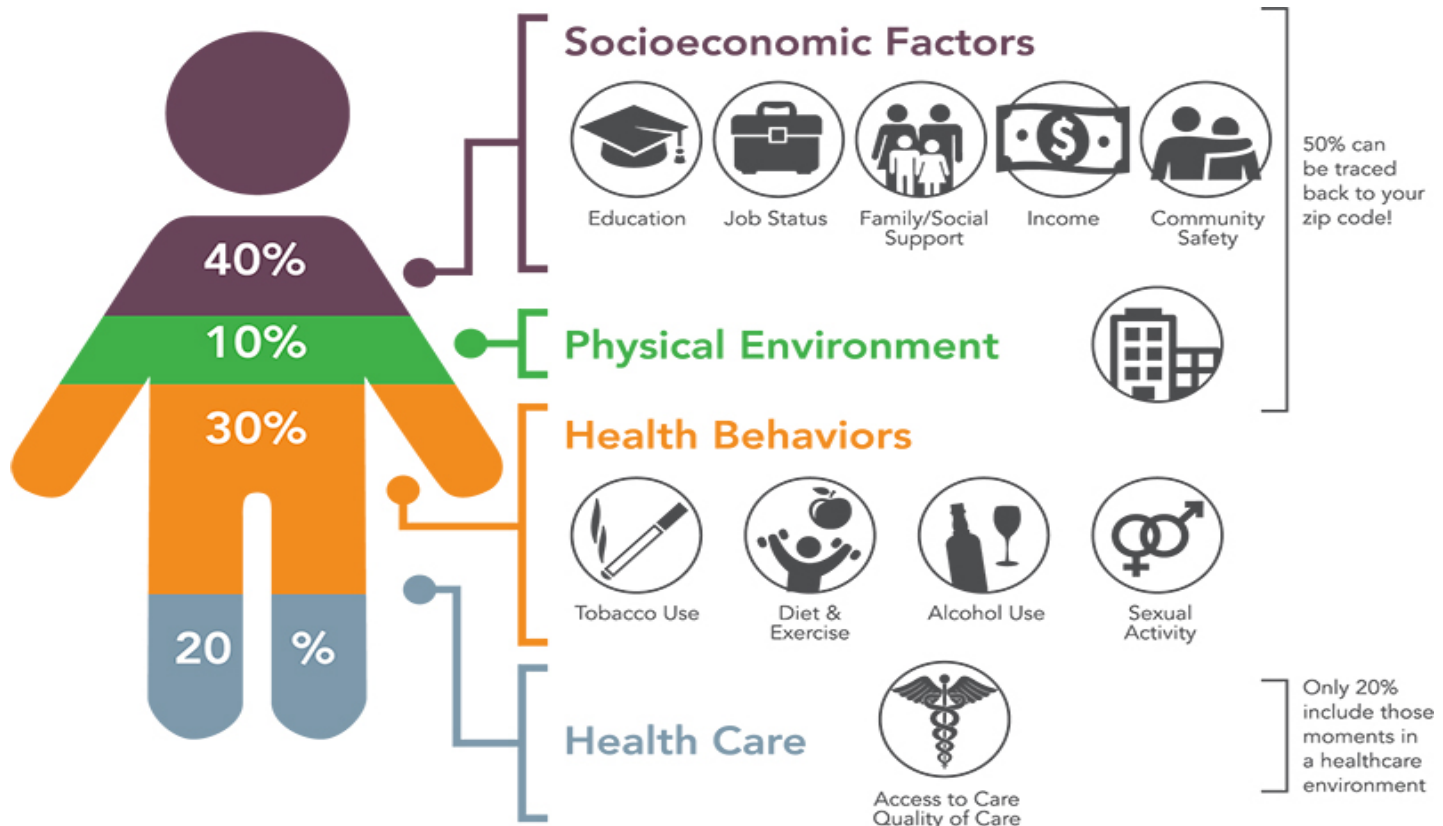 Socioeconomic Factors
Education
Job Status
Family/Social
Support
Income
Community
Safety
50% can
be traced
back to your
zip code!
40%
10%
Physical Environment
30%
Health Behaviors
Tobacco Use
Diet &
Exercise
Alcohol Use
Sexual
Activity
20 %
Health Care
Access to Care
Quality of Care
Only 20%
include those
moments in
a healthcare
environment